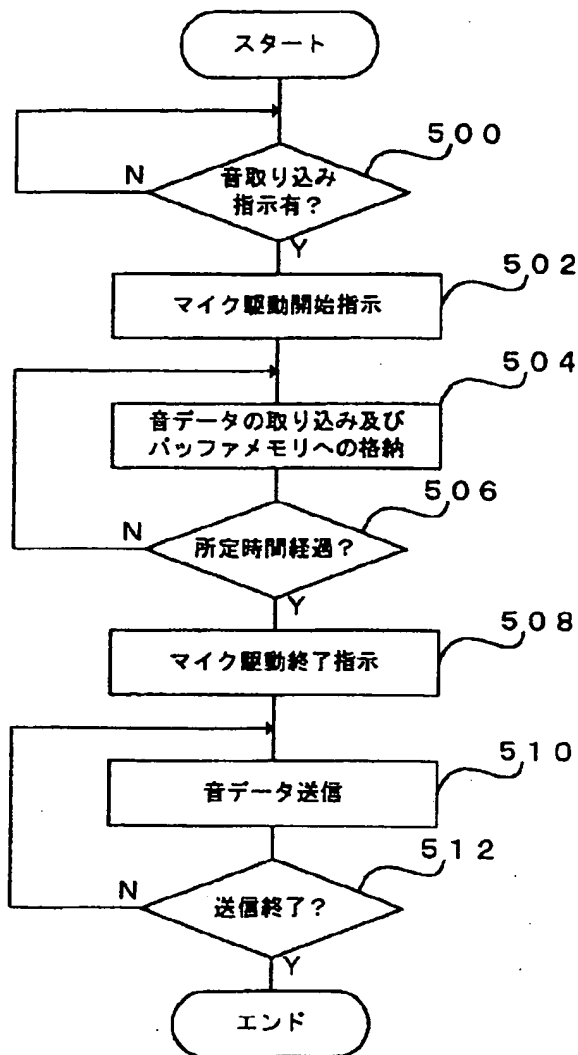 スタート
５００
N
音取り込み
指示有？
Y
５０２
マイク駆動開始指示
５０４
音データの取り込み及び
バッファメモリへの格納
５０６
N
所定時間経過？
Y
５０８
マイク駆動終了指示
５１０
音データ送信
５１２
N
送信終了？
Y
エンド